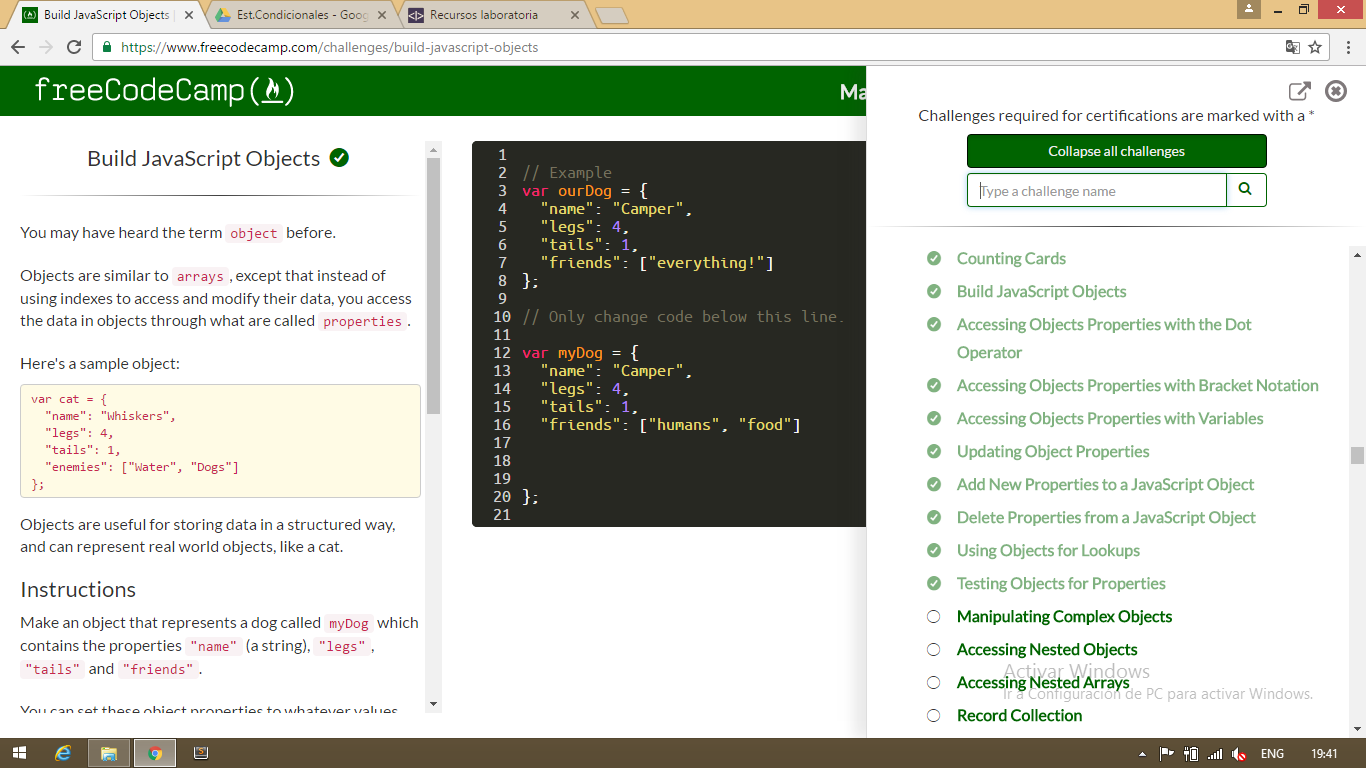 Build JavaScript Objects |
Est.Condicionales - Goog
Recursos laboratoria
https://www.freecodecamp.com/challenges/build-javascript-objects
freeCodeCamp(🔥)
Ma
Build JavaScript Objects
You may have heard the term object before.
Objects are similar to arrays, except that instead of
using indexes to access and modify their data, you access
the data in objects through what are called properties.
Here's a sample object:
var cat = {
  "name": "Whiskers",
  "legs": 4,
  "tails": 1,
  "enemies": ["Water", "Dogs"]
};
Objects are useful for storing data in a structured way,
and can represent real world objects, like a cat.
Instructions
Make an object that represents a dog called myDog which
contains the properties "name" (a string), "legs",
"tails" and "friends".
You can set these object properties to whatever values
1
2 // Example
3 var ourDog = {
4   "name": "Camper",
5   "legs": 4,
6   "tails": 1,
7   "friends": ["everything!"]
8 };
9
10 // Only change code below this line.
11
12 var myDog = {
13   "name": "Camper",
14   "legs": 4,
15   "tails": 1,
16   "friends": ["humans", "food"]
17
18
19
20 };
21
Challenges required for certifications are marked with a *
Collapse all challenges
Type a challenge name
Counting Cards
Build JavaScript Objects
Accessing Objects Properties with the Dot
Operator
Accessing Objects Properties with Bracket Notation
Accessing Objects Properties with Variables
Updating Object Properties
Add New Properties to a JavaScript Object
Delete Properties from a JavaScript Object
Using Objects for Lookups
Testing Objects for Properties
Manipulating Complex Objects
Accessing Nested Objects
Activar Windows
Accessing Nested Arrays
Ir a Configuración de PC para activar Windows.
Record Collection
ENG
19:41